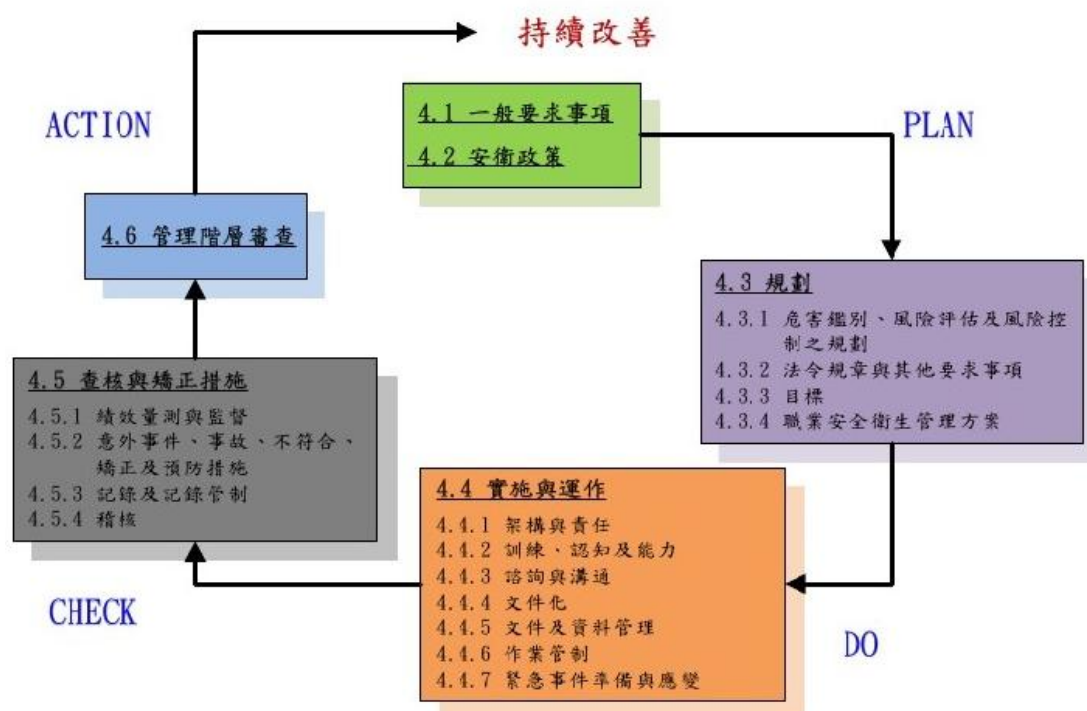 持續改善
ACTION
4.1 一般要求事項
4.2 安衛政策
PLAN
4.6 管理階層審查
4.3 規劃
4.3.1 危害鑑別、風險評估及風險控
制之規劃
4.3.2 法令規章與其他要求事項
4.3.3 目標
4.3.4 職業安全衛生管理方案
4.5 查核與矯正措施
4.5.1 績效量測與監督
4.5.2 意外事件、事故、不符合、
矯正及預防措施
4.5.3 記錄及記錄管制
4.5.4 稽核
4.4 實施與運作
4.4.1 架構與責任
4.4.2 訓練、認知及能力
4.4.3 諮詢與溝通
4.4.4 文件化
4.4.5 文件及資料管理
4.4.6 作業管制
4.4.7 緊急事件準備與應變
CHECK
DO